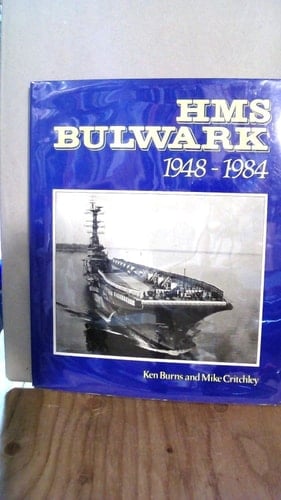 HMS
BULWARK
1948 - 1984
Ken Burns and Mike Critchley